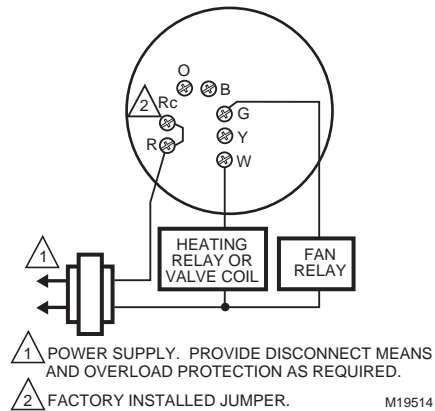 O
B
2
Rc
G
R
Y
W
1
HEATING
RELAY OR
VALVE COIL
FAN
RELAY
1 POWER SUPPLY. PROVIDE DISCONNECT MEANS
AND OVERLOAD PROTECTION AS REQUIRED.
2 FACTORY INSTALLED JUMPER.
M19514